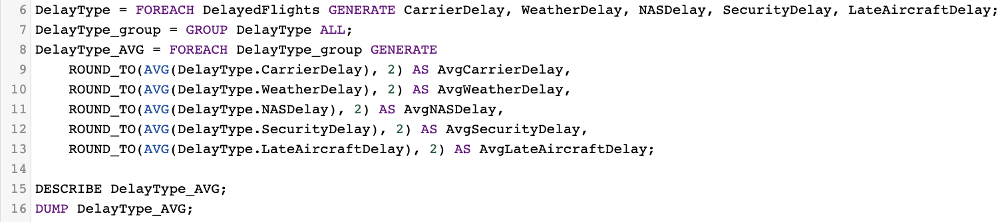 6 DelayType = FOREACH DelayedFlights GENERATE CarrierDelay, WeatherDelay, NASDelay, SecurityDelay, LateAircraftDelay;
7 DelayType_group = GROUP DelayType ALL;
8 DelayType_AVG = FOREACH DelayType_group GENERATE
9     ROUND_TO(AVG(DelayType.CarrierDelay), 2) AS AvgCarrierDelay,
10     ROUND_TO(AVG(DelayType.WeatherDelay), 2) AS AvgWeatherDelay,
11     ROUND_TO(AVG(DelayType.NASDelay), 2) AS AvgNASDelay,
12     ROUND_TO(AVG(DelayType.SecurityDelay), 2) AS AvgSecurityDelay,
13     ROUND_TO(AVG(DelayType.LateAircraftDelay), 2) AS AvgLateAircraftDelay;
14
15 DESCRIBE DelayType_AVG;
16 DUMP DelayType_AVG;